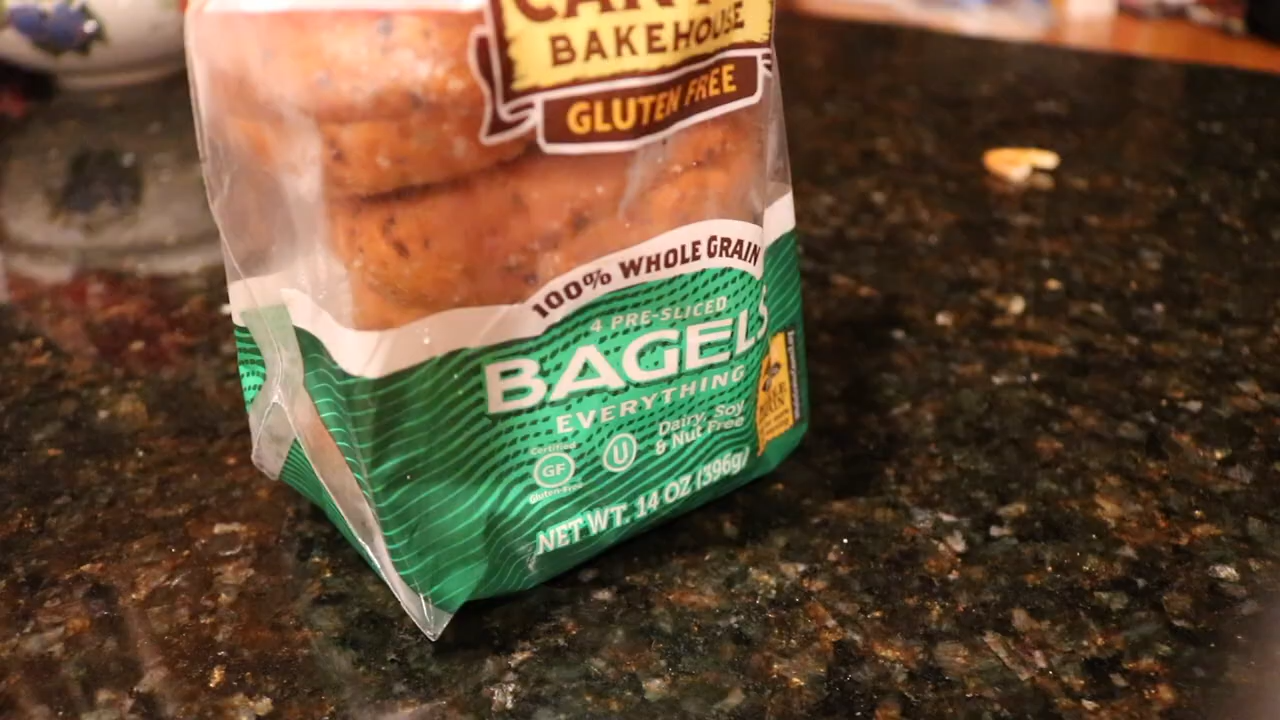 BAKEHOUSE
GLUTEN FREE
100% WHOLE GRAIN
4 PRE-SLICED
BAGELS
EVERYTHING
Certified
GF
Gluten-Free
U
Dairy, Soy
& Nut Free
NET WT. 14 OZ (396g)